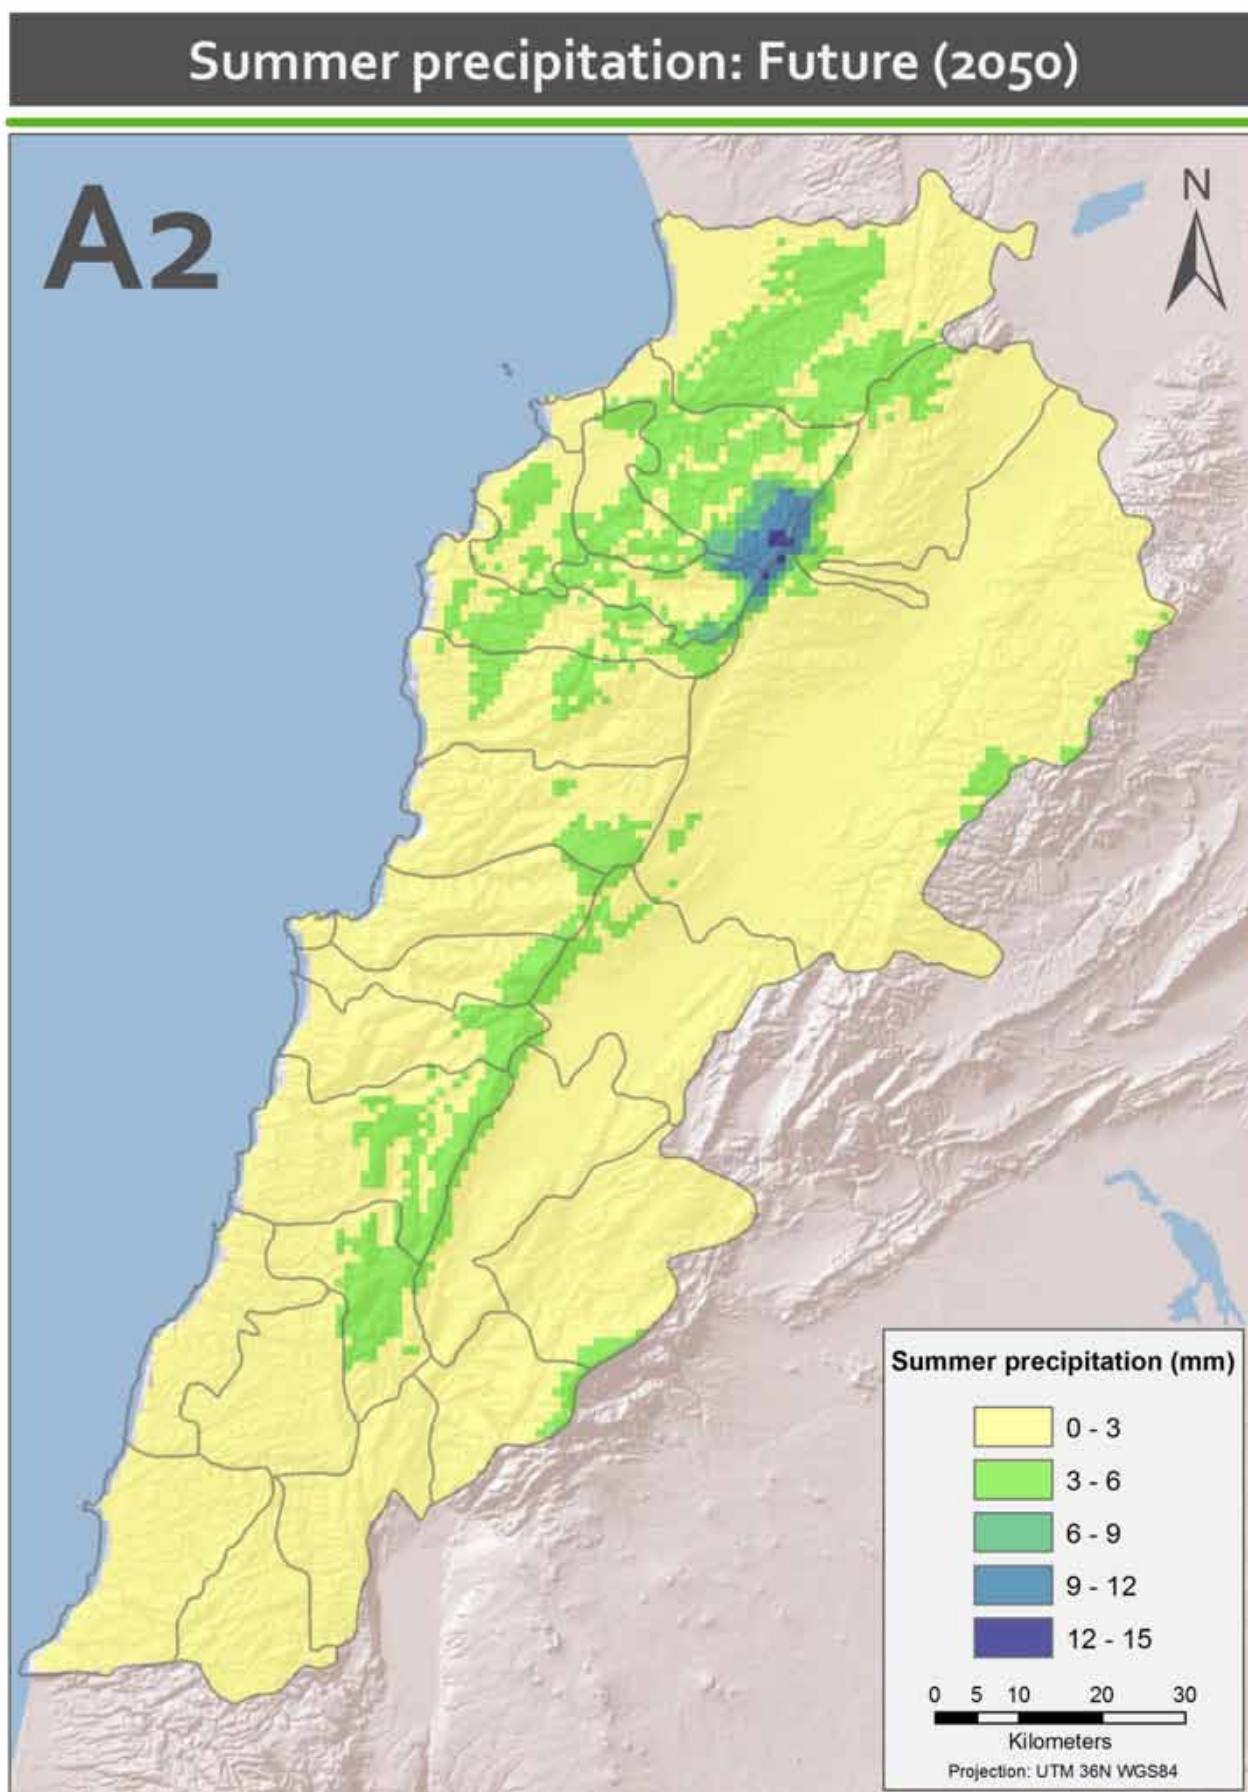 Summer precipitation: Future (2050)
A2
N
Summer precipitation (mm)
0 - 3
3 - 6
6 - 9
9 - 12
12 - 15
0 5 10 20 30
Kilometers
Projection: UTM 36N WGS84